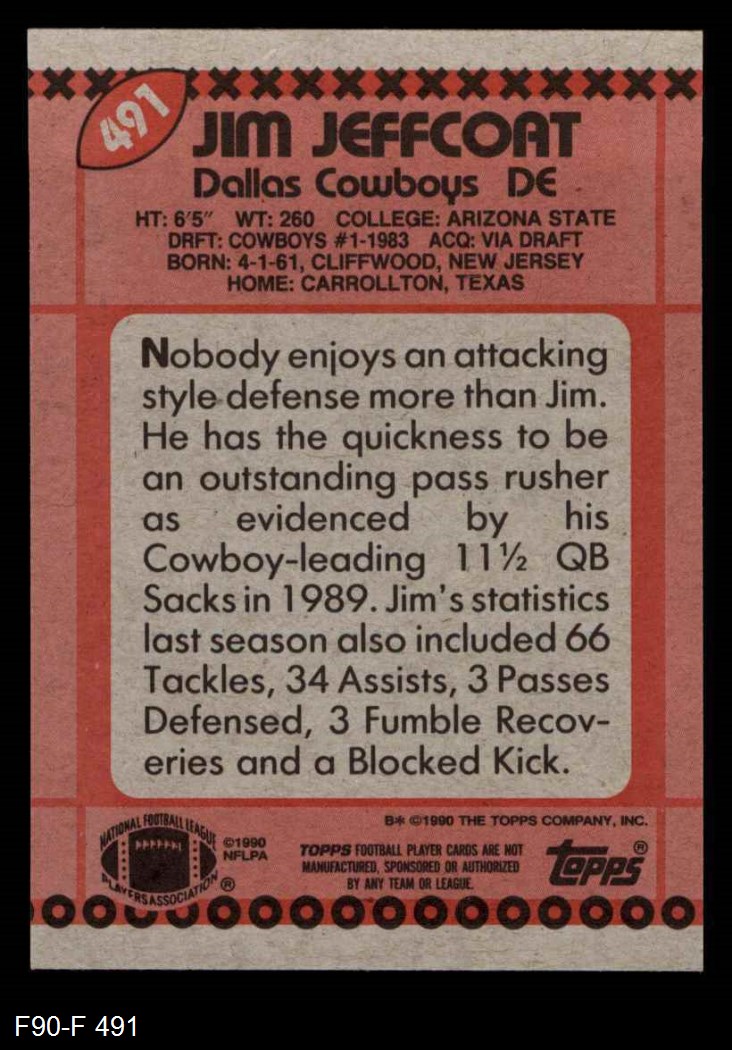 491
JIM JEFFCOAT
Dallas Cowboys DE
HT: 6'5" WT: 260 COLLEGE: ARIZONA STATE
DRFT: COWBOYS #1-1983 ACQ: VIA DRAFT
BORN: 4-1-61, CLIFFWOOD, NEW JERSEY
HOME: CARROLLTON, TEXAS
Nobody enjoys an attacking
style defense more than Jim.
He has the quickness to be
an outstanding pass rusher
as evidenced by his
Cowboy-leading 11½ QB
Sacks in 1989. Jim's statistics
last season also included 66
Tackles, 34 Assists, 3 Passes
Defensed, 3 Fumble Recov-
eries and a Blocked Kick.
B* ©1990 THE TOPPS COMPANY, INC.
NATIONAL FOOTBALL LEAGUE
PLAYERS ASSOCIATION ®
©1990
NFLPA
TOPPS FOOTBALL PLAYER CARDS ARE NOT
MANUFACTURED, SPONSORED OR AUTHORIZED
BY ANY TEAM OR LEAGUE.
topps®
F90-F 491